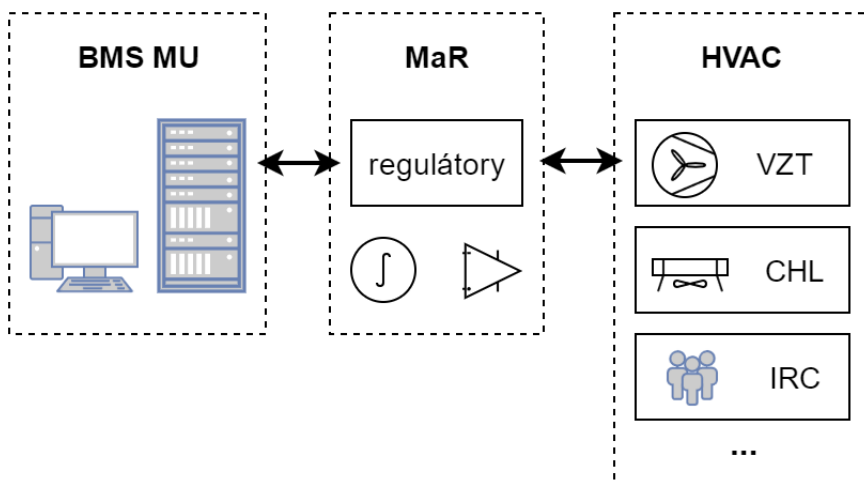 BMS MU
MaR
regulátory
HVAC
VZT
CHL
IRC
...